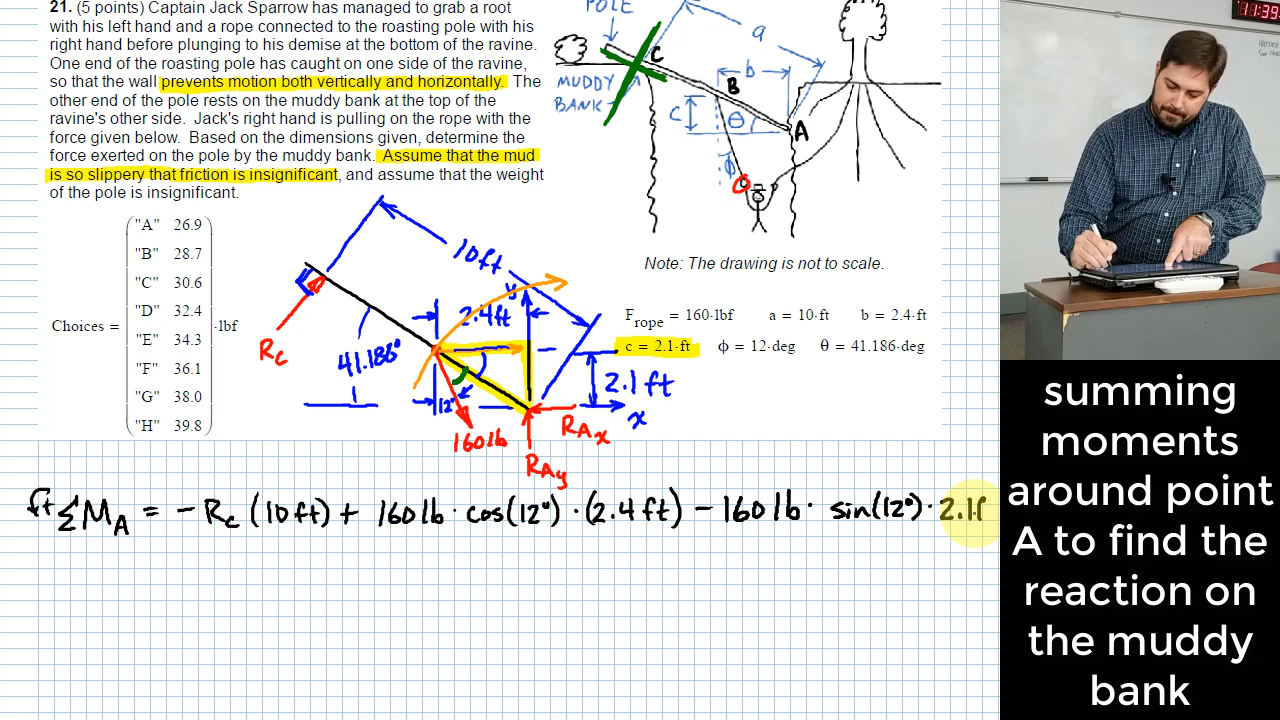 21. (5 points) Captain Jack Sparrow has managed to grab a root
with his left hand and a rope connected to the roasting pole with his
right hand before plunging to his demise at the bottom of the ravine.
One end of the roasting pole has caught on one side of the ravine,
so that the wall prevents motion both vertically and horizontally. The
other end of the pole rests on the muddy bank at the top of the
ravine's other side. Jack's right hand is pulling on the rope with the
force given below. Based on the dimensions given, determine the
force exerted on the pole by the muddy bank. Assume that the mud
is so slippery that friction is insignificant, and assume that the weight
of the pole is insignificant.
POLE
a
C
b
MUDDY
BANK
B
C
θ
A
ϕ
11:39
Note: The drawing is not to scale.
F rope = 160·lbf a = 10·ft b = 2.4·ft
c = 2.1·ft ϕ = 12·deg θ = 41.186·deg
Choices =
"A" 26.9
"B" 28.7
"C" 30.6
"D" 32.4
"E" 34.3
"F" 36.1
"G" 38.0
"H" 39.8
·lbf
10ft
y
2.4ft
Rc
41.186°
2.1 ft
12°
x
160lb
RAx
RAy
ΣMA = -Rc (10ft) + 160lb · cos(12°) · (2.4ft) - 160lb · sin(12°) · 2.1f
summing
moments
around point
A to find the
reaction on
the muddy
bank